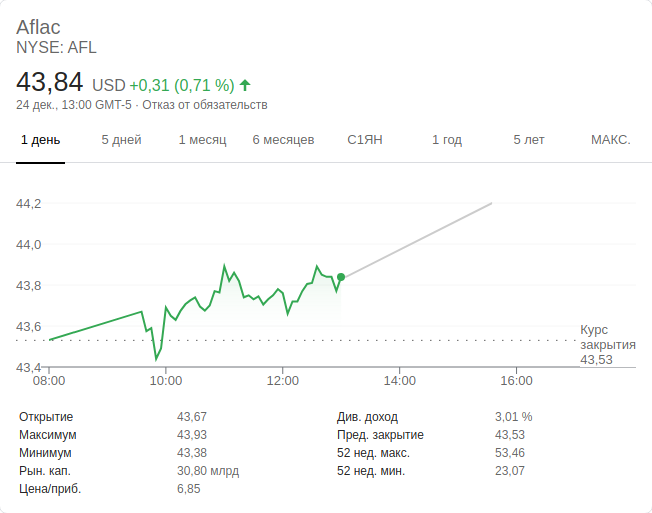 Aflac
NYSE: AFL
43,84 USD +0,31 (0,71 %)
24 дек., 13:00 GMT-5 · Отказ от обязательств
1 день 5 дней 1 месяц 6 месяцев С1ЯН 1 год 5 лет МАКС.
44,2
44,0
43,8
43,6
43,4
Курс
закрытия
43,53
08:00 10:00 12:00 14:00 16:00
Открытие 43,67 Див. доход 3,01 %
Максимум 43,93 Пред. закрытие 43,53
Минимум 43,38 52 нед. макс. 53,46
Рын. кап. 30,80 млрд 52 нед. мин. 23,07
Цена/приб. 6,85